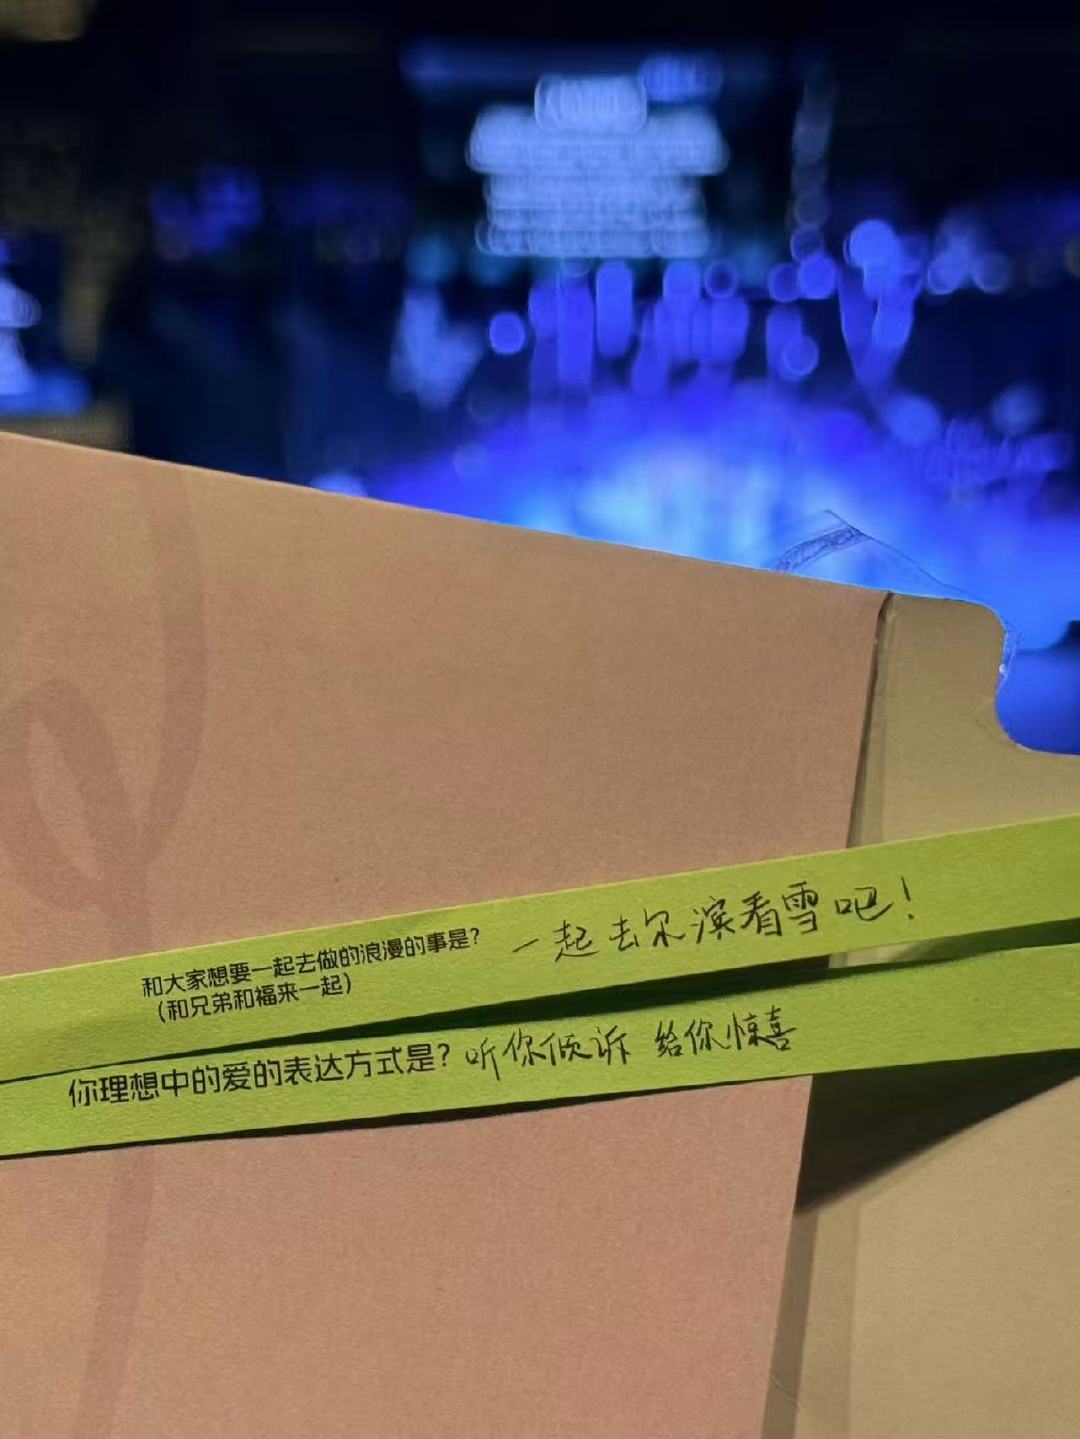 和大家想要一起去做的浪漫的事是？ 一起去尔滨看雪吧！
（和兄弟和福来一起）
你理想中的爱的表达方式是？ 听你倾诉 给你惊喜